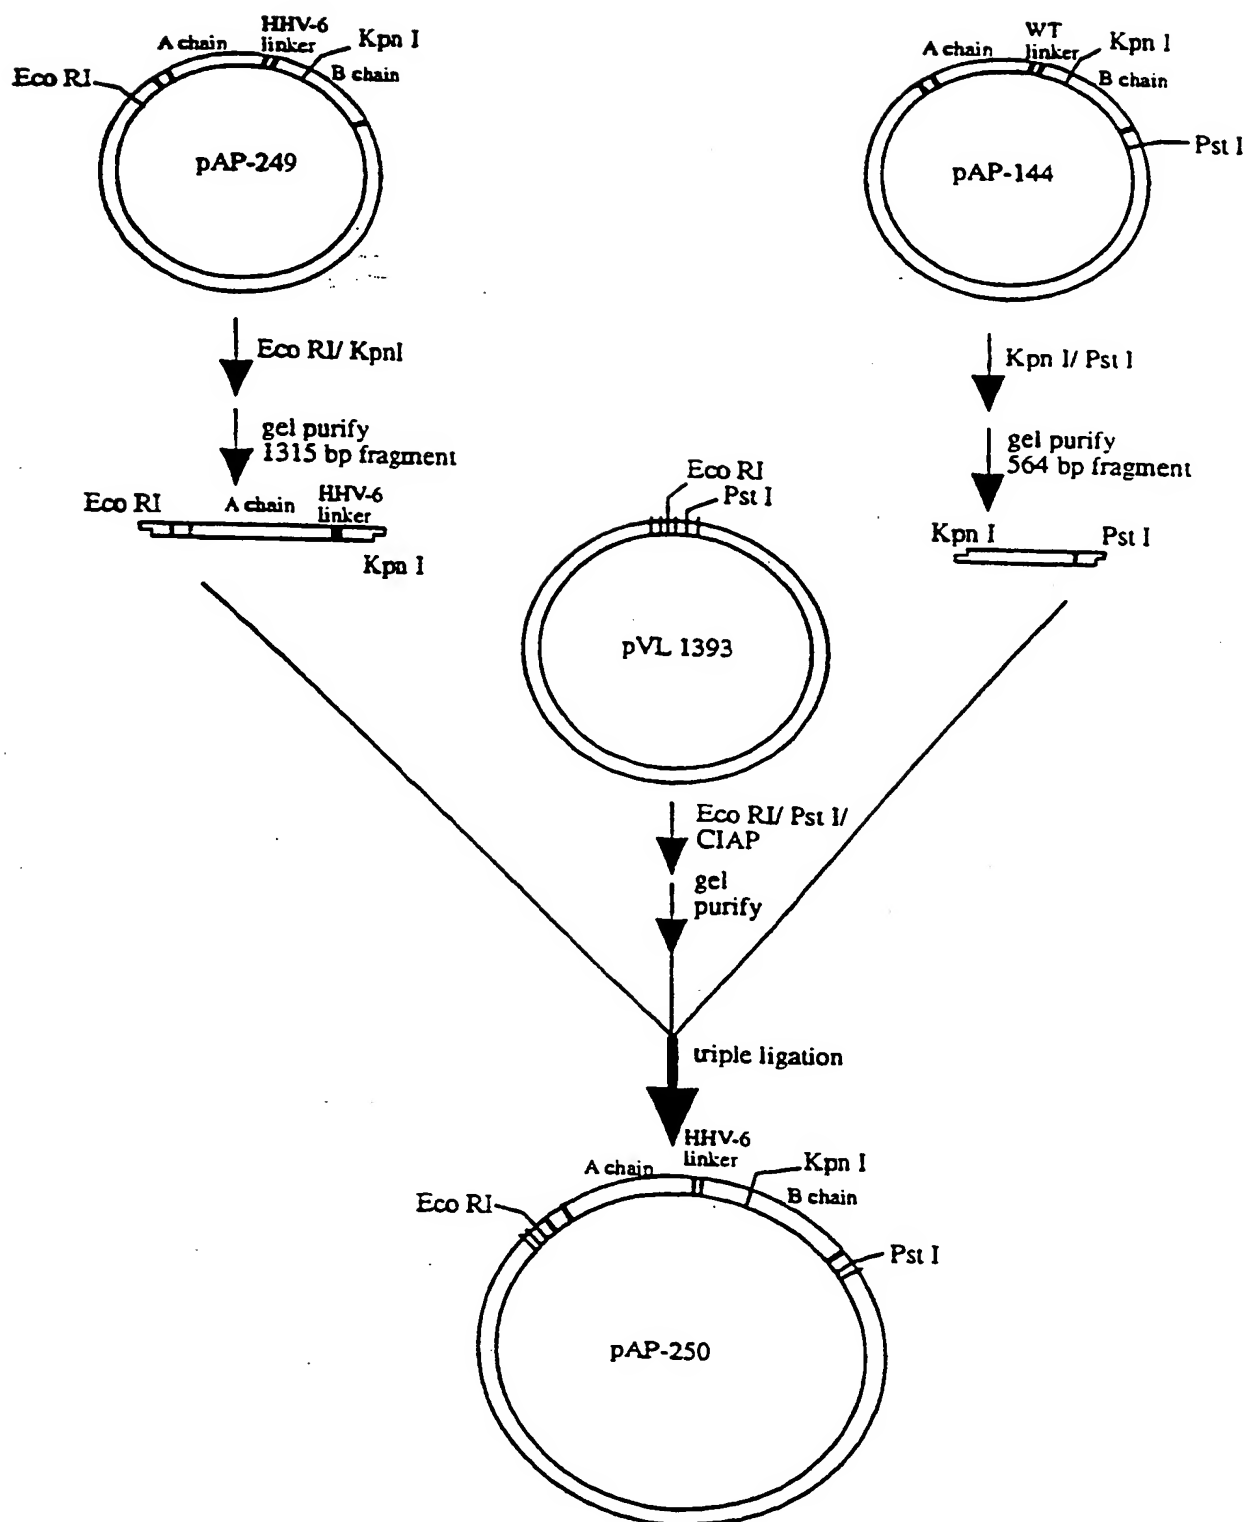 HHV-6
linker
A chain
Kpn I
B chain
Eco RI
pAP-249
WT
linker
A chain
Kpn I
B chain
Pst I
pAP-144
Eco RI/ KpnI
gel purify
1315 bp fragment
Kpn I/ Pst I
gel purify
564 bp fragment
Eco RI
A chain
HHV-6
linker
Kpn I
Eco RI
Pst I
Kpn I
Pst I
pVL 1393
Eco RI/ Pst I/
CIAP
gel
purify
triple ligation
HHV-6
linker
A chain
Kpn I
B chain
Eco RI
Pst I
pAP-250